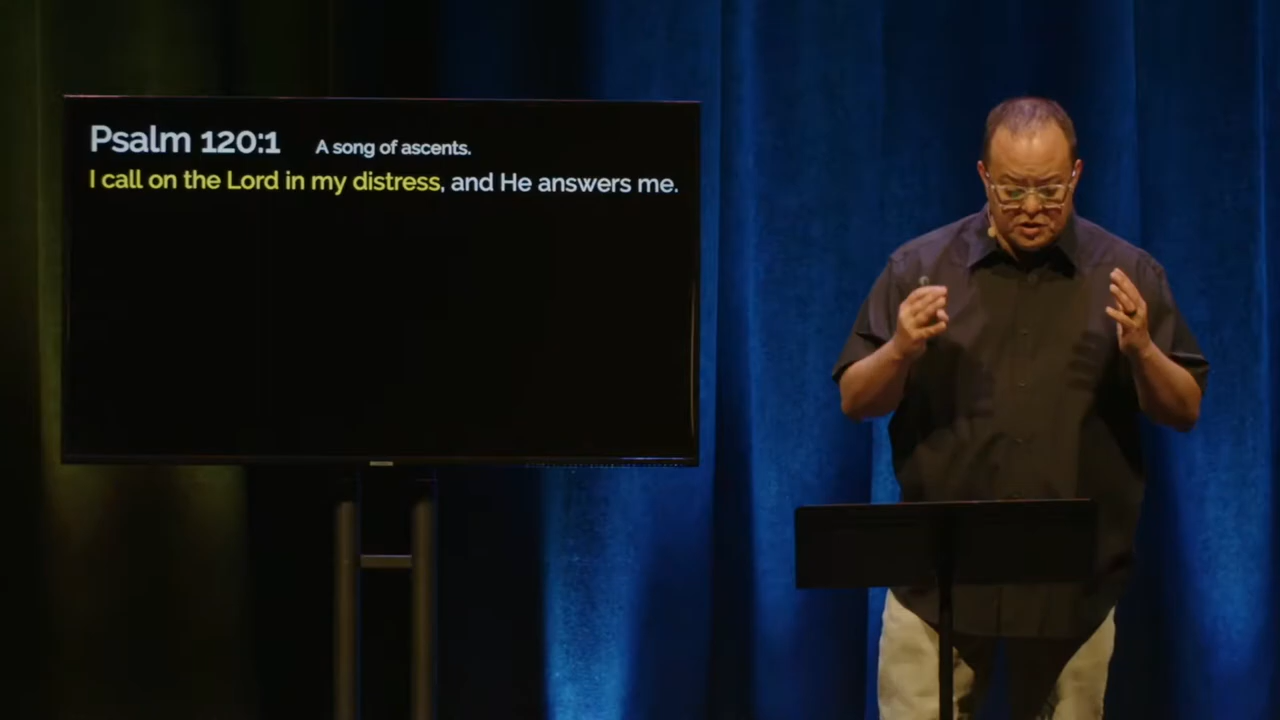 Psalm 120:1 A song of ascents.
I call on the Lord in my distress, and He answers me.